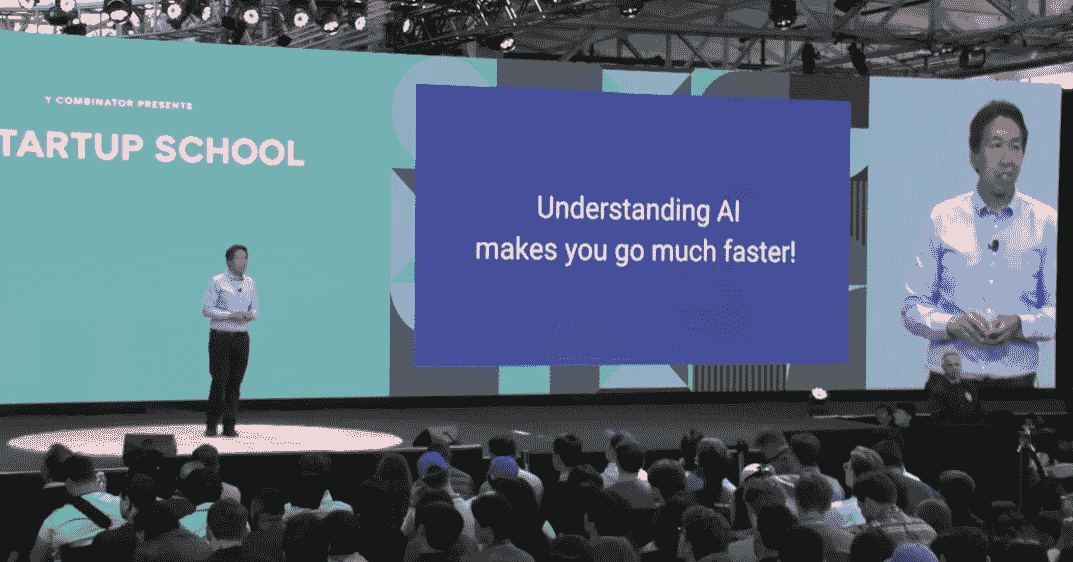 Y COMBINATOR PRESENTS
TARTUP SCHOOL
Understanding AI
makes you go much faster!